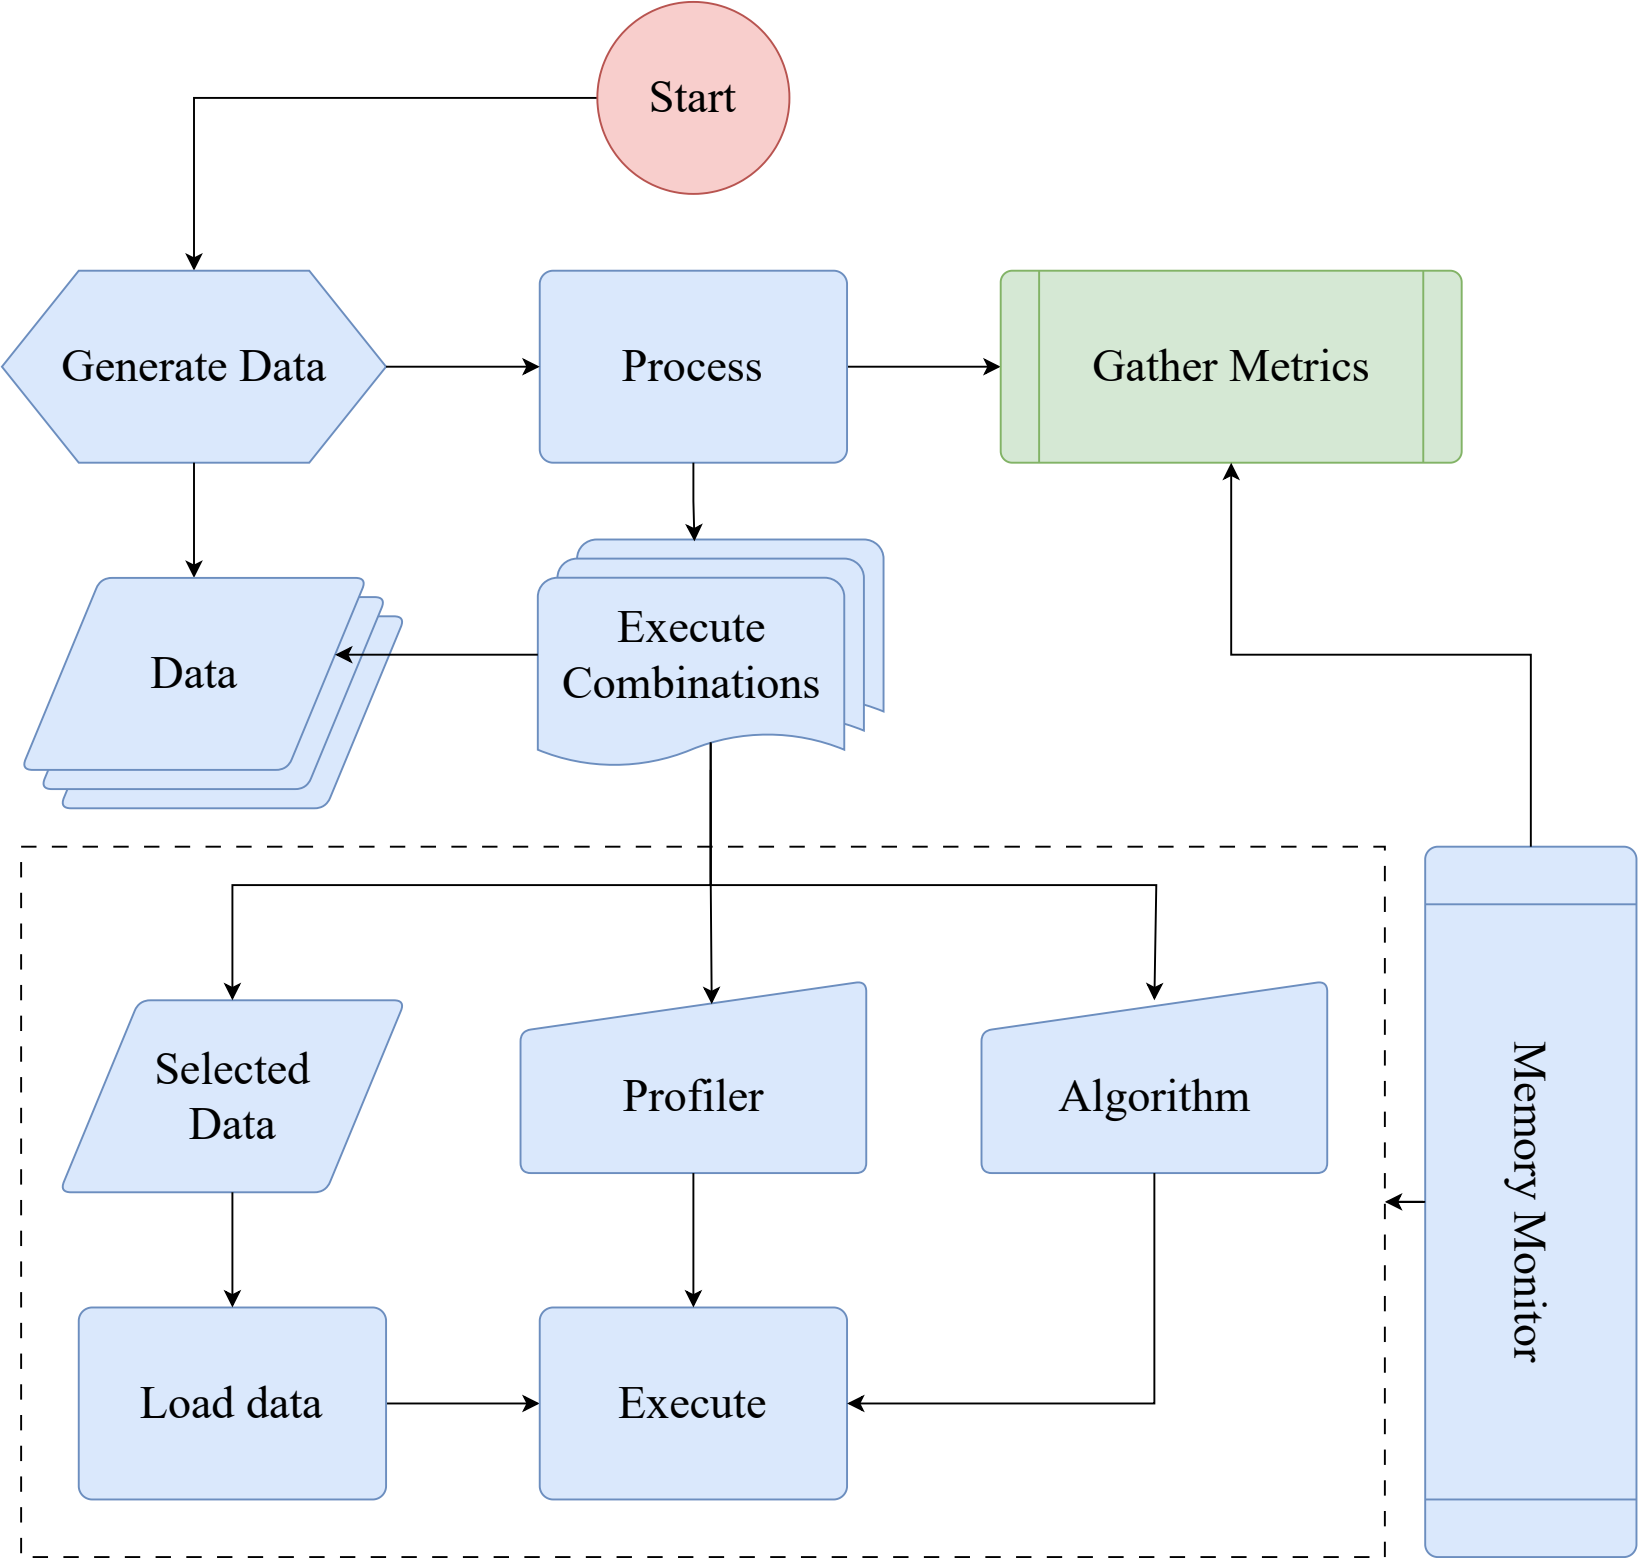 Start
Generate Data
Process
Gather Metrics
Execute
Combinations
Data
Selected
Data
Profiler
Algorithm
Memory Monitor
Load data
Execute